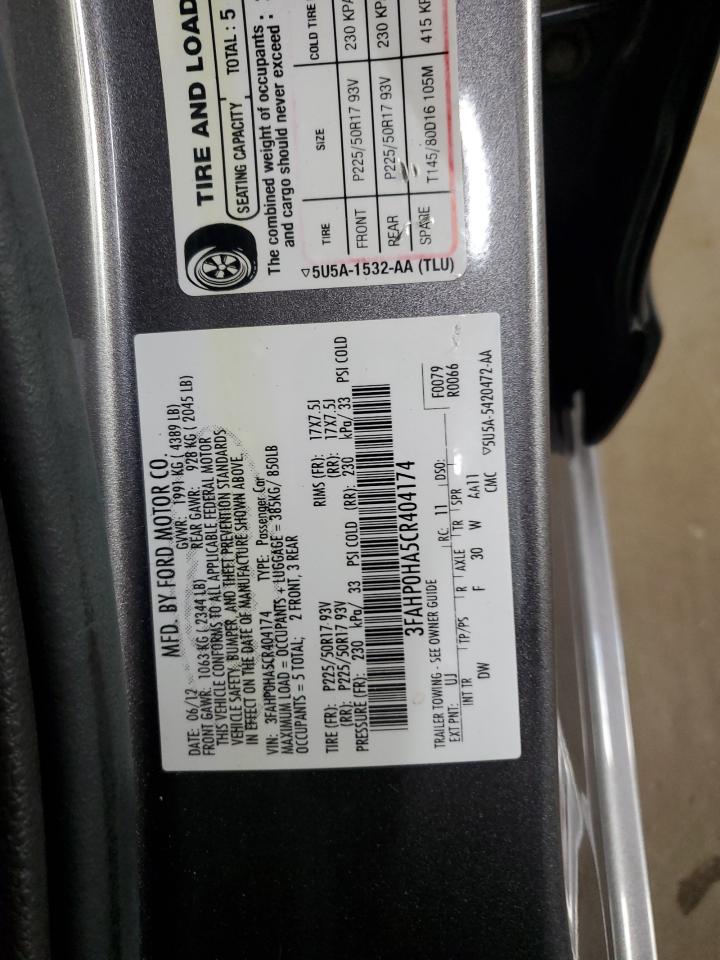 TIRE AND LOAD
SEATING CAPACITY TOTAL: 5
The combined weight of occupants
and cargo should never exceed :
TIRE SIZE COLD TIRE
FRONT P225/50R17 93V 230 KPA
REAR P225/50R17 93V 230 KP
SPARE T145/80D16 105M 415 KP
▽5U5A-1532-AA (TLU)
MFD. BY FORD MOTOR CO.
DATE: 06/12 GVWR: 1991 KG ( 4389 LB)
FRONT GAWR: 1063 KG ( 2344 LB) REAR GAWR: 928 KG ( 2045 LB)
THIS VEHICLE CONFORMS TO ALL APPLICABLE FEDERAL MOTOR
VEHICLE SAFETY, BUMPER, AND THEFT PREVENTION STANDARDS
IN EFFECT ON THE DATE OF MANUFACTURE SHOWN ABOVE.
VIN: 3FAHP0HA5CR404174 TYPE: Passenger Car
MAXIMUM LOAD = OCCUPANTS + LUGGAGE = 385KG/ 850LB
OCCUPANTS = 5 TOTAL; 2 FRONT, 3 REAR
TIRE (FR): P225/50R17 93V RIMS (FR): 17X7.5J
(RR): P225/50R17 93V (RR): 17X7.5J
PRESSURE (FR): 230 kPa/ 33 PSI COLD (RR): 230 kPa/ 33 PSI COLD
3FAHP0HA5CR404174
TRAILER TOWING - SEE OWNER GUIDE F0079
EXT PNT: UJ RC: 11 DSO: R0066
INT TR TP/PS R AXLE TR SPR
DW F 30 W AA11
CMC ▽5U5A-5420472-AA